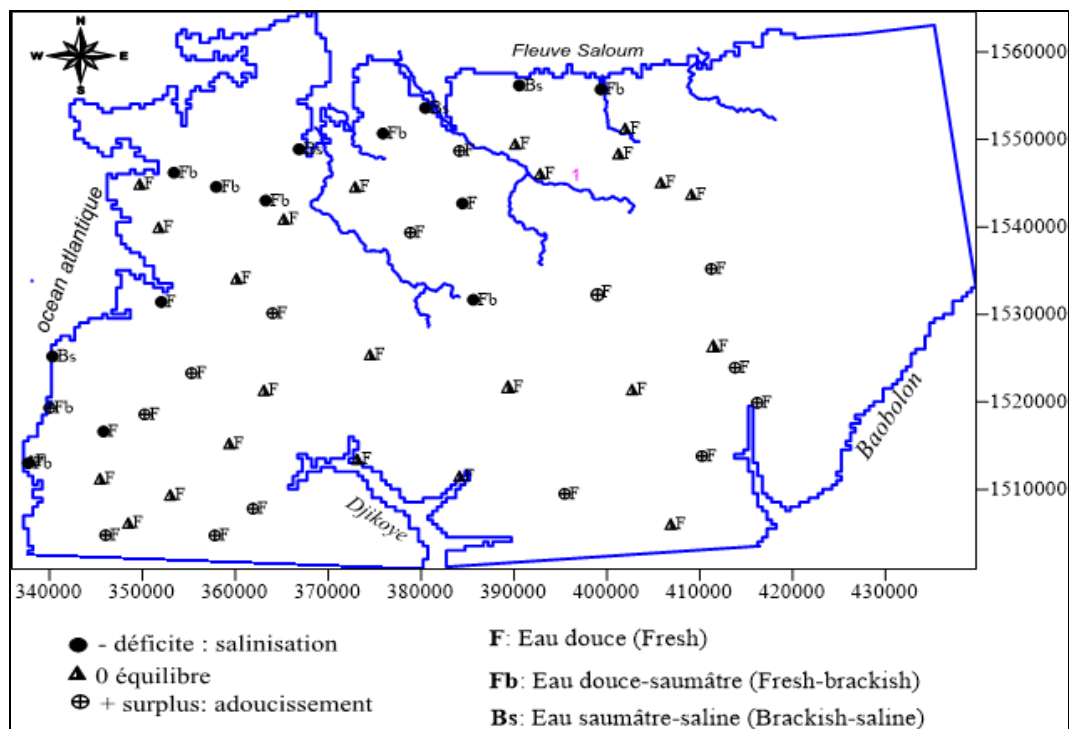 N
W E
S
Fleuve Saloum
1560000
Bs
Fb
Bs
F
Fb
1550000
F
F
F
Bs
F
Fb
F
F
1
F
Fb
F
F
Fb
F
F
1540000
F
F
ocean atlantique
F
F
F
Fb
F
1530000
F
F
Bs
F
F
F
F
F
F
1520000
F
Fb
F
F
F
F
F
F
Fb
F
F
1510000
F
F
F
F
F
F
F
F
Djikoye
Baobolon
340000 350000 360000 370000 380000 390000 400000 410000 420000 430000
- déficite : salinisation
0 équilibre
+ surplus: adoucissement
F: Eau douce (Fresh)
Fb: Eau douce-saumâtre (Fresh-brackish)
Bs: Eau saumâtre-saline (Brackish-saline)